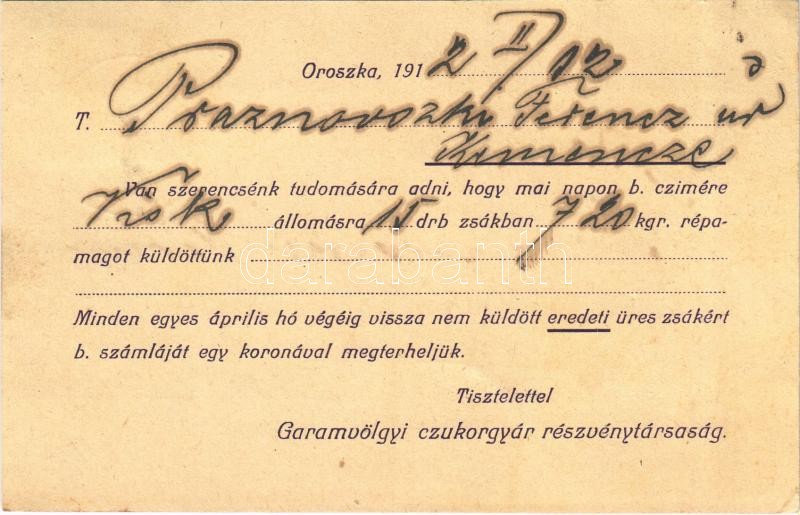 Oroszka, 1912 II/12
T. Praznovszki Ferencz úr
Kemencze
Van szerencsénk tudomására adni, hogy mai napon b. czimére
állomásra 15 drb zsákban 720 kgr. répa-
magot küldöttünk
darabanth
Minden egyes április hó végéig vissza nem küldött eredeti üres zsákért
b. számláját egy koronával megterheljük.
Tisztelettel
Garamvölgyi czukorgyár részvénytársaság.